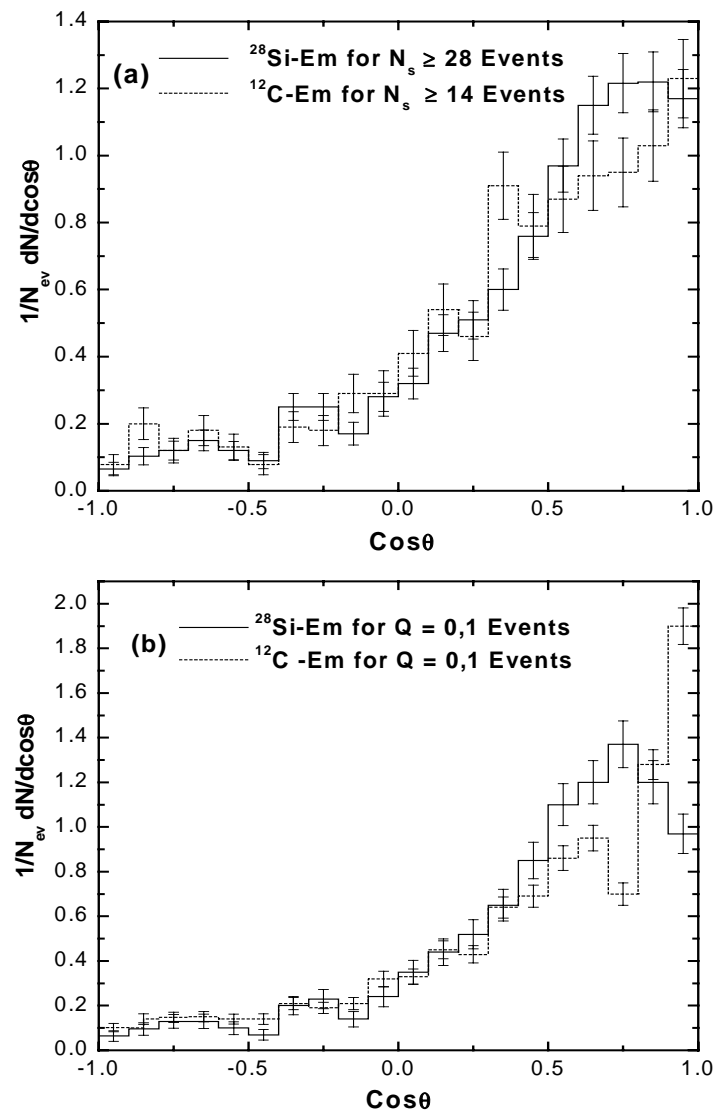 1.4
(a)
²⁸Si-Em for Nₛ ≥ 28 Events
¹²C-Em for Nₛ ≥ 14 Events
1.2
1.0
0.8
0.6
0.4
0.2
0.0
1/Nₑᵥ dN/dcosθ
-1.0 -0.5 0.0 0.5 1.0
Cosθ
2.0
(b)
²⁸Si-Em for Q = 0,1 Events
¹²C -Em for Q = 0,1 Events
1.8
1.6
1.4
1.2
1.0
0.8
0.6
0.4
0.2
0.0
1/Nₑᵥ dN/dcosθ
-1.0 -0.5 0.0 0.5 1.0
Cosθ